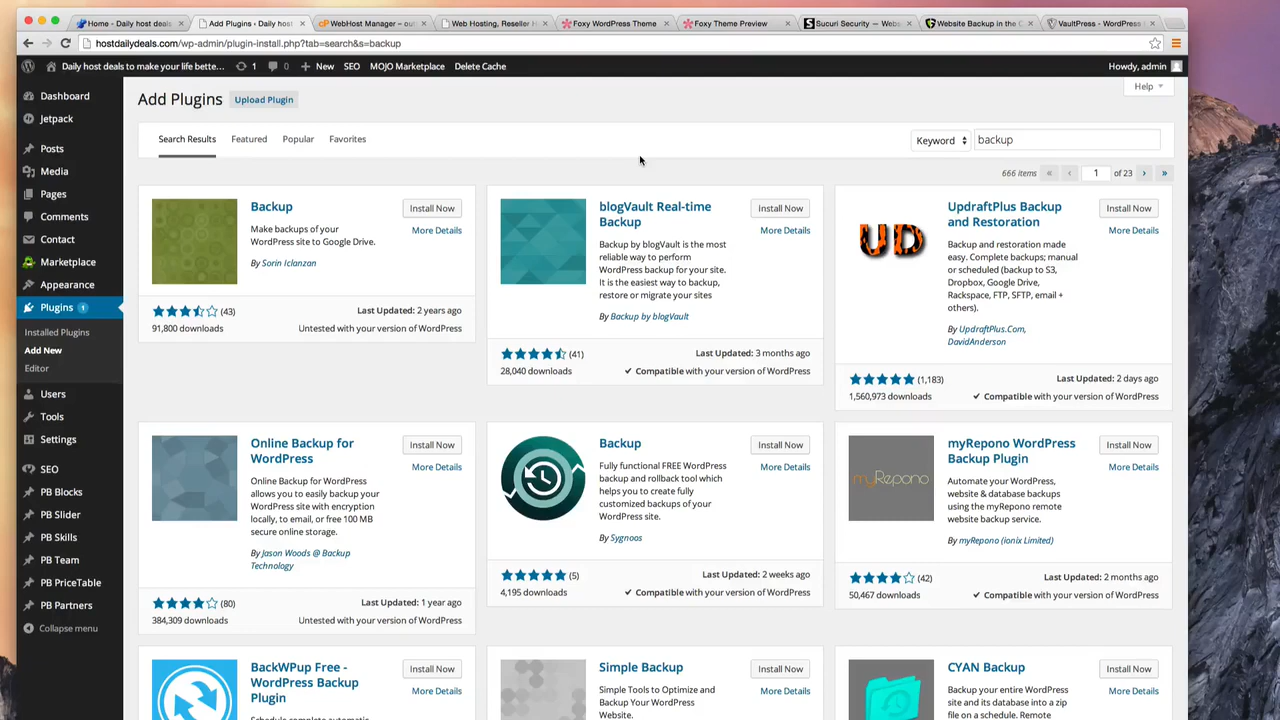 Home - Daily host deals
Add Plugins ‹ Daily host
WebHost Manager – ou
Web Hosting, Reseller H
Foxy WordPress Theme
Foxy Theme Preview
Sucuri Security — Webs
Website Backup in the C
VaultPress - WordPress
hostdailydeals.com/wp-admin/plugin-install.php?tab=search&s=backup
Daily host deals to make your life bette...
1
0
New
SEO
MOJO Marketplace
Delete Cache
Howdy, admin
Dashboard
Jetpack
Posts
Media
Pages
Comments
Contact
Marketplace
Appearance
Plugins 1
Installed Plugins
Add New
Editor
Users
Tools
Settings
SEO
PB Blocks
PB Slider
PB Skills
PB Team
PB PriceTable
PB Partners
Collapse menu
Add Plugins
Upload Plugin
Help
Search Results
Featured
Popular
Favorites
Keyword
backup
666 items « ‹ 1 of 23 › »
Backup
Install Now
More Details
Make backups of your
WordPress site to Google Drive.
By Sorin Iclanzan
(43)
Last Updated: 2 years ago
91,800 downloads
Untested with your version of WordPress
blogVault Real-time
Backup
Install Now
More Details
Backup by blogVault is the most
reliable way to perform
WordPress backup for your site.
It is the easiest way to backup,
restore or migrate your sites
By Backup by blogVault
(41)
Last Updated: 3 months ago
28,040 downloads
✓ Compatible with your version of WordPress
UD
UpdraftPlus Backup
and Restoration
Install Now
More Details
Backup and restoration made
easy. Complete backups; manual
or scheduled (backup to S3,
Dropbox, Google Drive,
Rackspace, FTP, SFTP, email +
others).
By UpdraftPlus.Com,
DavidAnderson
(1,183)
Last Updated: 2 days ago
1,560,973 downloads
✓ Compatible with your version of WordPress
Online Backup for
WordPress
Install Now
More Details
Online Backup for WordPress
allows you to easily backup your
WordPress site with encryption
locally, to email, or free 100 MB
secure online storage.
By Jason Woods @ Backup
Technology
(80)
Last Updated: 1 year ago
384,309 downloads
Untested with your version of WordPress
Backup
Install Now
More Details
Fully functional FREE WordPress
backup and rollback tool which
helps you to create fully
customized backups of your
WordPress site.
By Sygnoos
(5)
Last Updated: 2 weeks ago
4,195 downloads
✓ Compatible with your version of WordPress
myRepono
myRepono WordPress
Backup Plugin
Install Now
More Details
Automate your WordPress,
website & database backups
using the myRepono remote
website backup service.
By myRepono (ionix Limited)
(42)
Last Updated: 2 months ago
50,467 downloads
✓ Compatible with your version of WordPress
BackWPup Free -
WordPress Backup
Plugin
Install Now
More Details
Schedule complete automatic
Simple Backup
Install Now
More Details
Simple Tools to Optimize and
Backup Your WordPress
Website.
CYAN Backup
Install Now
More Details
Backup your entire WordPress
site and its database into a zip
file on a schedule. Remote